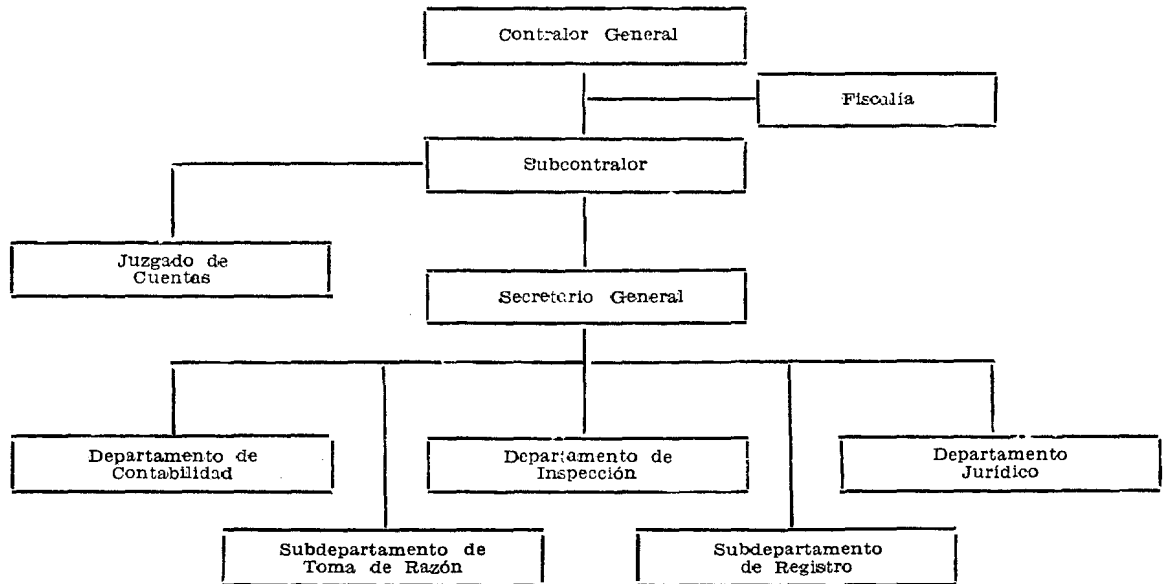 Contralor General
Fiscalía
Subcontralor
Juzgado de
Cuentas
Secretario General
Departamento de
Contabilidad
Departamento de
Inspección
Departamento
Jurídico
Subdepartamento de
Toma de Razón
Subdepartamento
de Registro